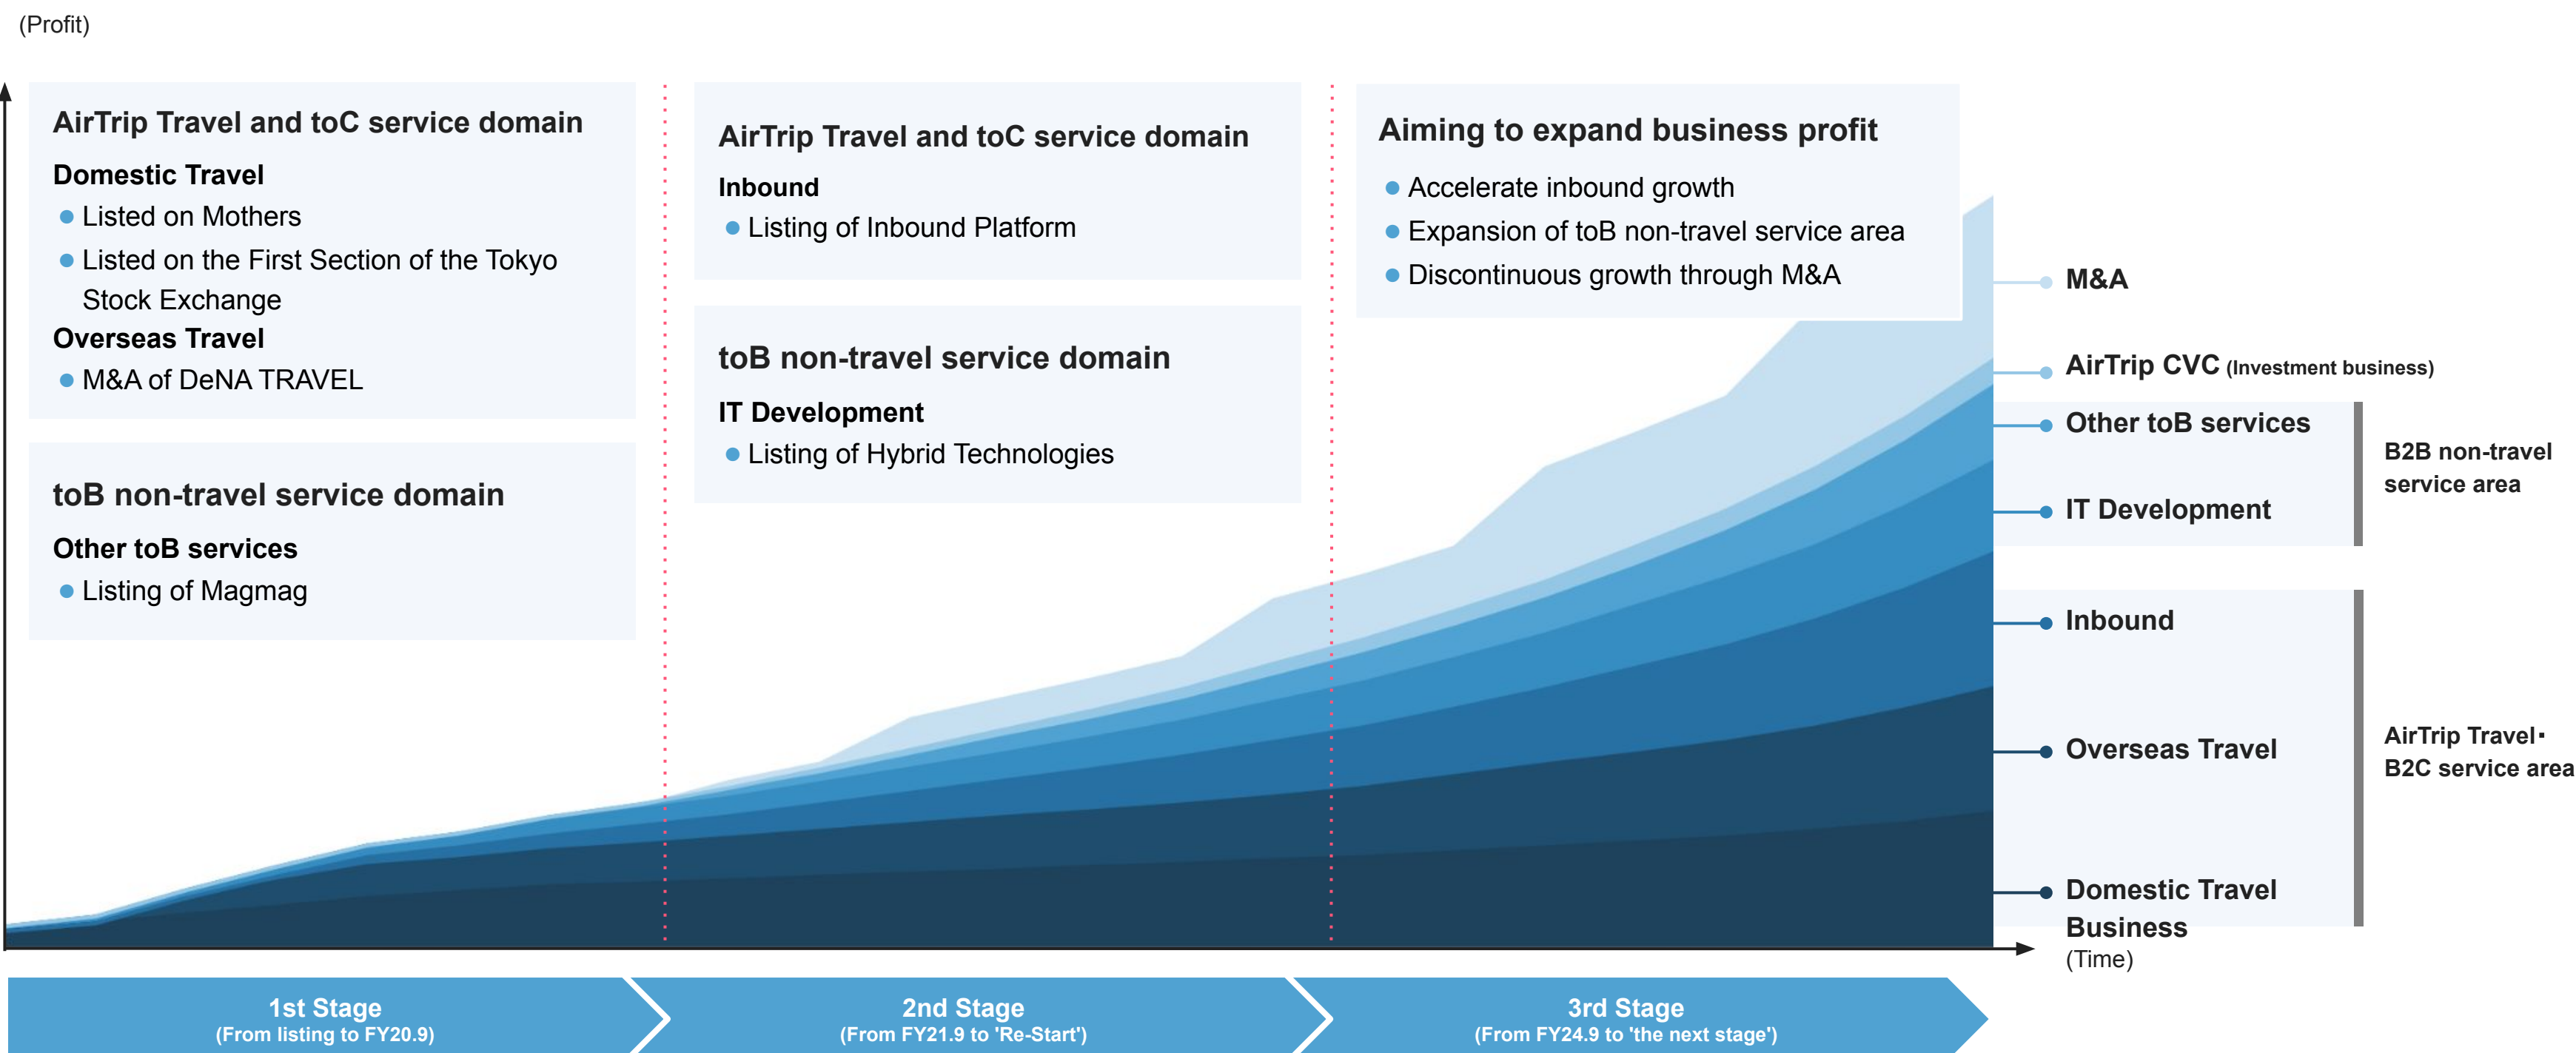 (Profit)
AirTrip Travel and toC service domain
Domestic Travel
● Listed on Mothers
● Listed on the First Section of the Tokyo
Stock Exchange
Overseas Travel
● M&A of DeNA TRAVEL
toB non-travel service domain
Other toB services
● Listing of Magmag
AirTrip Travel and toC service domain
Inbound
● Listing of Inbound Platform
toB non-travel service domain
IT Development
● Listing of Hybrid Technologies
Aiming to expand business profit
● Accelerate inbound growth
● Expansion of toB non-travel service area
● Discontinuous growth through M&A
M&A
AirTrip CVC (Investment business)
Other toB services
IT Development
B2B non-travel
service area
Inbound
Overseas Travel
Domestic Travel
Business
AirTrip Travel・
B2C service area
(Time)
1st Stage
(From listing to FY20.9)
2nd Stage
(From FY21.9 to 'Re-Start')
3rd Stage
(From FY24.9 to 'the next stage')